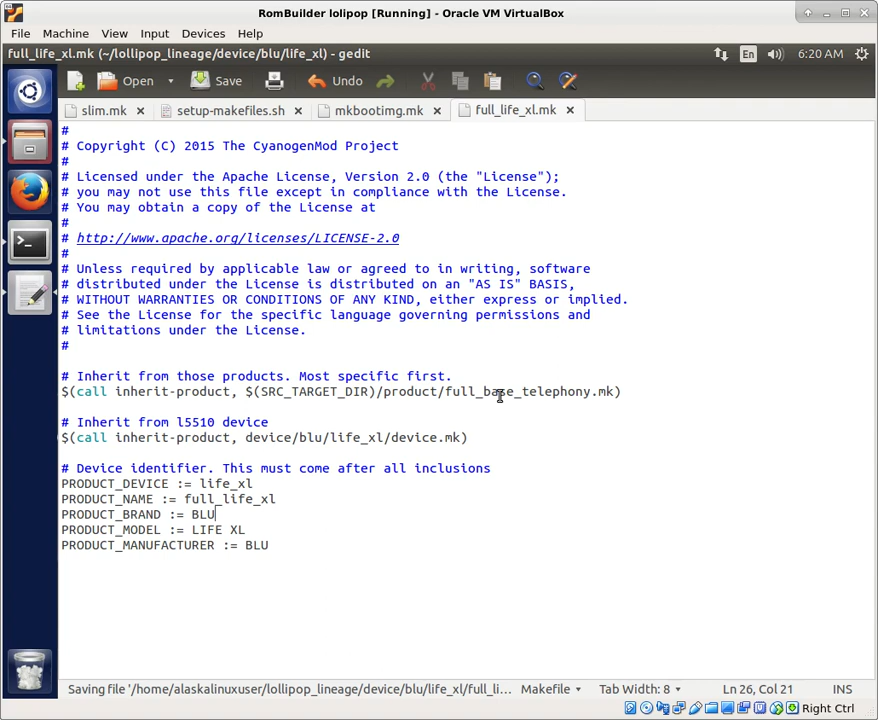 RomBuilder lolipop [Running] - Oracle VM VirtualBox
File Machine View Input Devices Help
full_life_xl.mk (~/lollipop_lineage/device/blu/life_xl) - gedit
En 6:20 AM
Open Save Undo
slim.mk setup-makefiles.sh mkbootimg.mk full_life_xl.mk
#
# Copyright (C) 2015 The CyanogenMod Project
#
# Licensed under the Apache License, Version 2.0 (the "License");
# you may not use this file except in compliance with the License.
# You may obtain a copy of the License at
#
# http://www.apache.org/licenses/LICENSE-2.0
#
# Unless required by applicable law or agreed to in writing, software
# distributed under the License is distributed on an "AS IS" BASIS,
# WITHOUT WARRANTIES OR CONDITIONS OF ANY KIND, either express or implied.
# See the License for the specific language governing permissions and
# limitations under the License.
#
# Inherit from those products. Most specific first.
$(call inherit-product, $(SRC_TARGET_DIR)/product/full_base_telephony.mk)
# Inherit from l5510 device
$(call inherit-product, device/blu/life_xl/device.mk)
# Device identifier. This must come after all inclusions
PRODUCT_DEVICE := life_xl
PRODUCT_NAME := full_life_xl
PRODUCT_BRAND := BLU
PRODUCT_MODEL := LIFE XL
PRODUCT_MANUFACTURER := BLU
Saving file '/home/alaskalinuxuser/lollipop_lineage/device/blu/life_xl/full_li... Makefile Tab Width: 8 Ln 26, Col 21 INS
Right Ctrl